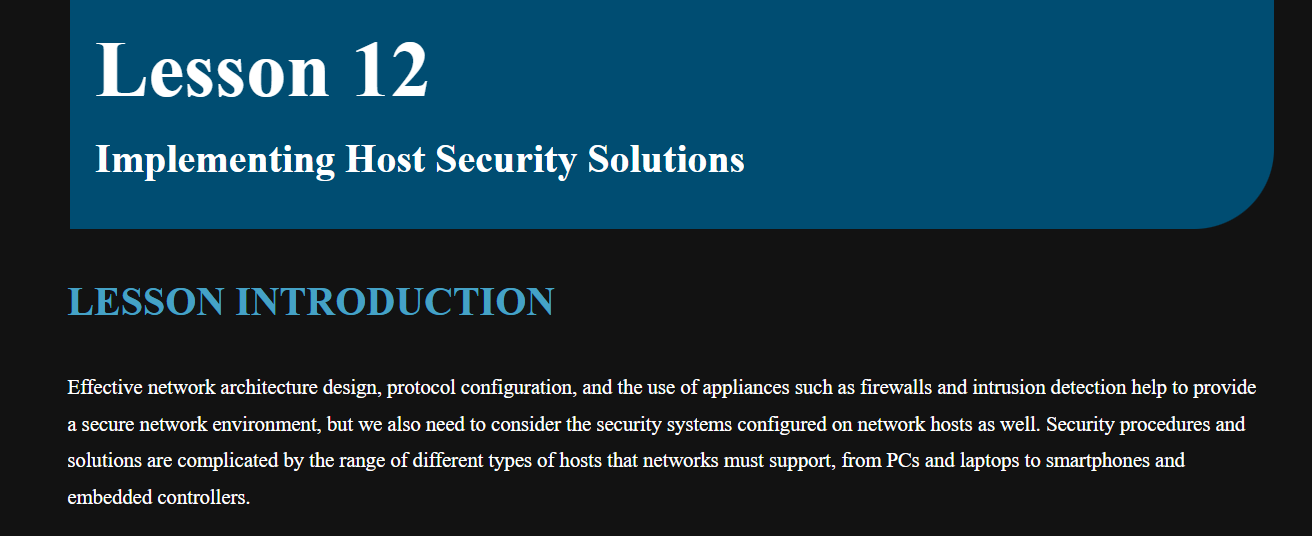 Lesson 12
Implementing Host Security Solutions
LESSON INTRODUCTION
Effective network architecture design, protocol configuration, and the use of appliances such as firewalls and intrusion detection help to provide
a secure network environment, but we also need to consider the security systems configured on network hosts as well. Security procedures and
solutions are complicated by the range of different types of hosts that networks must support, from PCs and laptops to smartphones and
embedded controllers.